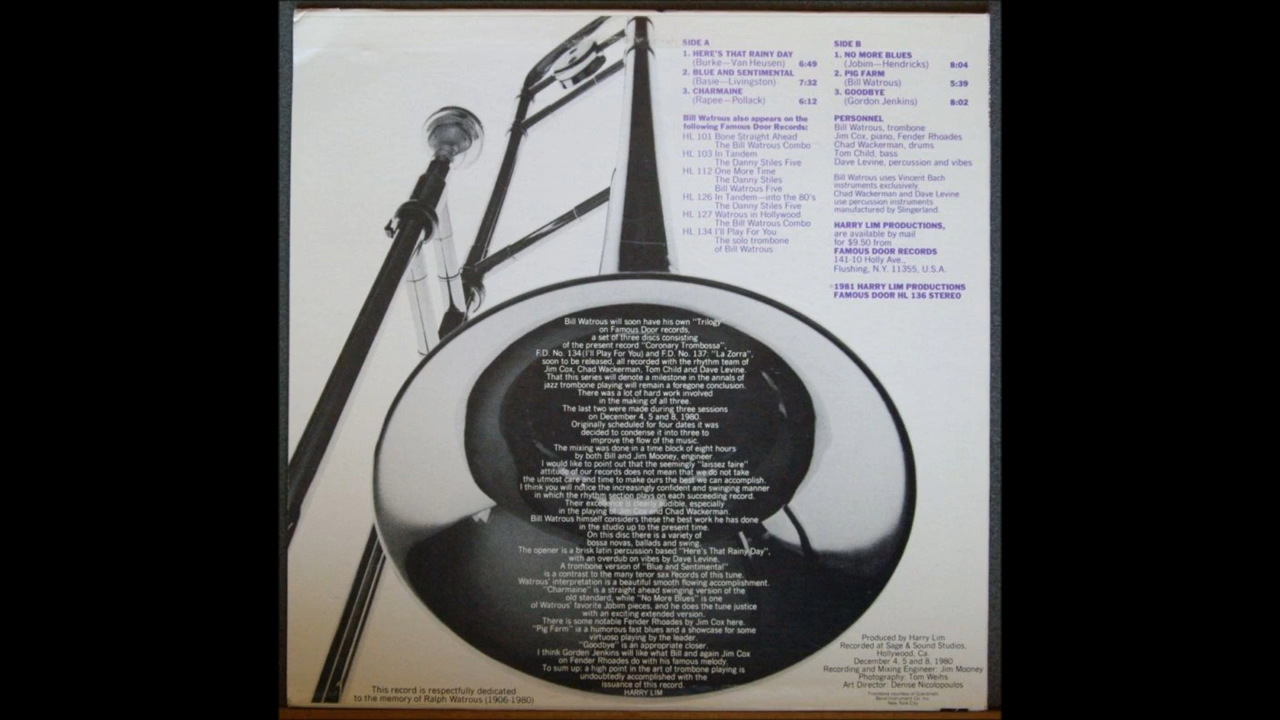 SIDE A
1. HERE'S THAT RAINY DAY
(Burke—Van Heusen) 6:49
2. BLUE AND SENTIMENTAL
(Basie—Livingston) 7:32
3. CHARMAINE
(Rapee—Pollack) 6:12
Bill Watrous also appears on the
following Famous Door Records:
HL 101 Bone Straight Ahead
The Bill Watrous Combo
HL 103 In Tandem
The Danny Stiles Five
HL 112 One More Time
The Danny Stiles
Bill Watrous Five
HL 126 In Tandem—into the 80's
The Danny Stiles Five
HL 127 Watrous in Hollywood
The Bill Watrous Combo
HL 134 I'll Play For You
The solo trombone
of Bill Watrous
SIDE B
1. NO MORE BLUES
(Jobim—Hendricks) 8:04
2. PIG FARM
(Bill Watrous) 5:39
3. GOODBYE
(Gordon Jenkins) 8:02
PERSONNEL
Bill Watrous, trombone
Jim Cox, piano, Fender Rhoades
Chad Wackerman, drums
Tom Child, bass
Dave Levine, percussion and vibes
Bill Watrous uses Vincent Bach
instruments exclusively.
Chad Wackerman and Dave Levine
use percussion instruments
manufactured by Slingerland.
HARRY LIM PRODUCTIONS,
are available by mail
for $9.50 from
FAMOUS DOOR RECORDS
141-10 Holly Ave.,
Flushing, N.Y. 11355, U.S.A.
1981 HARRY LIM PRODUCTIONS
FAMOUS DOOR HL 136 STEREO
Bill Watrous will soon have his own "Trilogy"
on Famous Door records,
a set of three discs consisting
of the present record "Coronary Trombossa",
F.D. No. 134 (I'll Play For You) and F.D. No. 137: "La Zorra",
soon to be released, all recorded with the rhythm team of
Jim Cox, Chad Wackerman, Tom Child and Dave Levine.
That this series will denote a milestone in the annals of
jazz trombone playing will remain a foregone conclusion.
There was a lot of hard work involved
in the making of all three.
The last two were made during three sessions
on December 4, 5 and 8, 1980.
Originally scheduled for four dates it was
decided to condense it into three to
improve the flow of the music.
The mixing was done in a time block of eight hours
by both Bill and Jim Mooney, engineer.
I would like to point out that the seemingly "laissez faire"
attitude of our records does not mean that we do not take
the utmost care and time to make ours the best we can accomplish.
I think you will notice the increasingly confident and swinging manner
in which the rhythm section plays on each succeeding record.
Their excellence is clearly audible, especially
in the playing of Jim Cox and Chad Wackerman.
Bill Watrous himself considers these the best work he has done
in the studio up to the present time.
On this disc there is a variety of
bossa novas, ballads and swing.
The opener is a brisk latin percussion based "Here's That Rainy Day",
with an overdub on vibes by Dave Levine.
A trombone version of "Blue and Sentimental"
is a contrast to the many tenor sax records of this tune.
Watrous' interpretation is a beautiful smooth flowing accomplishment.
"Charmaine" is a straight ahead swinging version of the
old standard, while "No More Blues" is one
of Watrous' favorite Jobim pieces, and he does the tune justice
with an exciting extended version.
There is some notable Fender Rhoades by Jim Cox here.
"Pig Farm" is a humorous fast blues and a showcase for some
virtuoso playing by the leader.
"Goodbye" is an appropriate closer.
I think Gorden Jenkins will like what Bill and again Jim Cox
on Fender Rhoades do with his famous melody.
To sum up: a high point in the art of trombone playing is
undoubtedly accomplished with the
issuance of this record.
HARRY LIM
This record is respectfully dedicated
to the memory of Ralph Watrous (1906-1980)
Produced by Harry Lim
Recorded at Sage & Sound Studios,
Hollywood, Ca.
December 4, 5 and 8, 1980
Recording and Mixing Engineer: Jim Mooney
Photography: Tom Weihs
Art Director: Denise Nicolopoulos
New York City